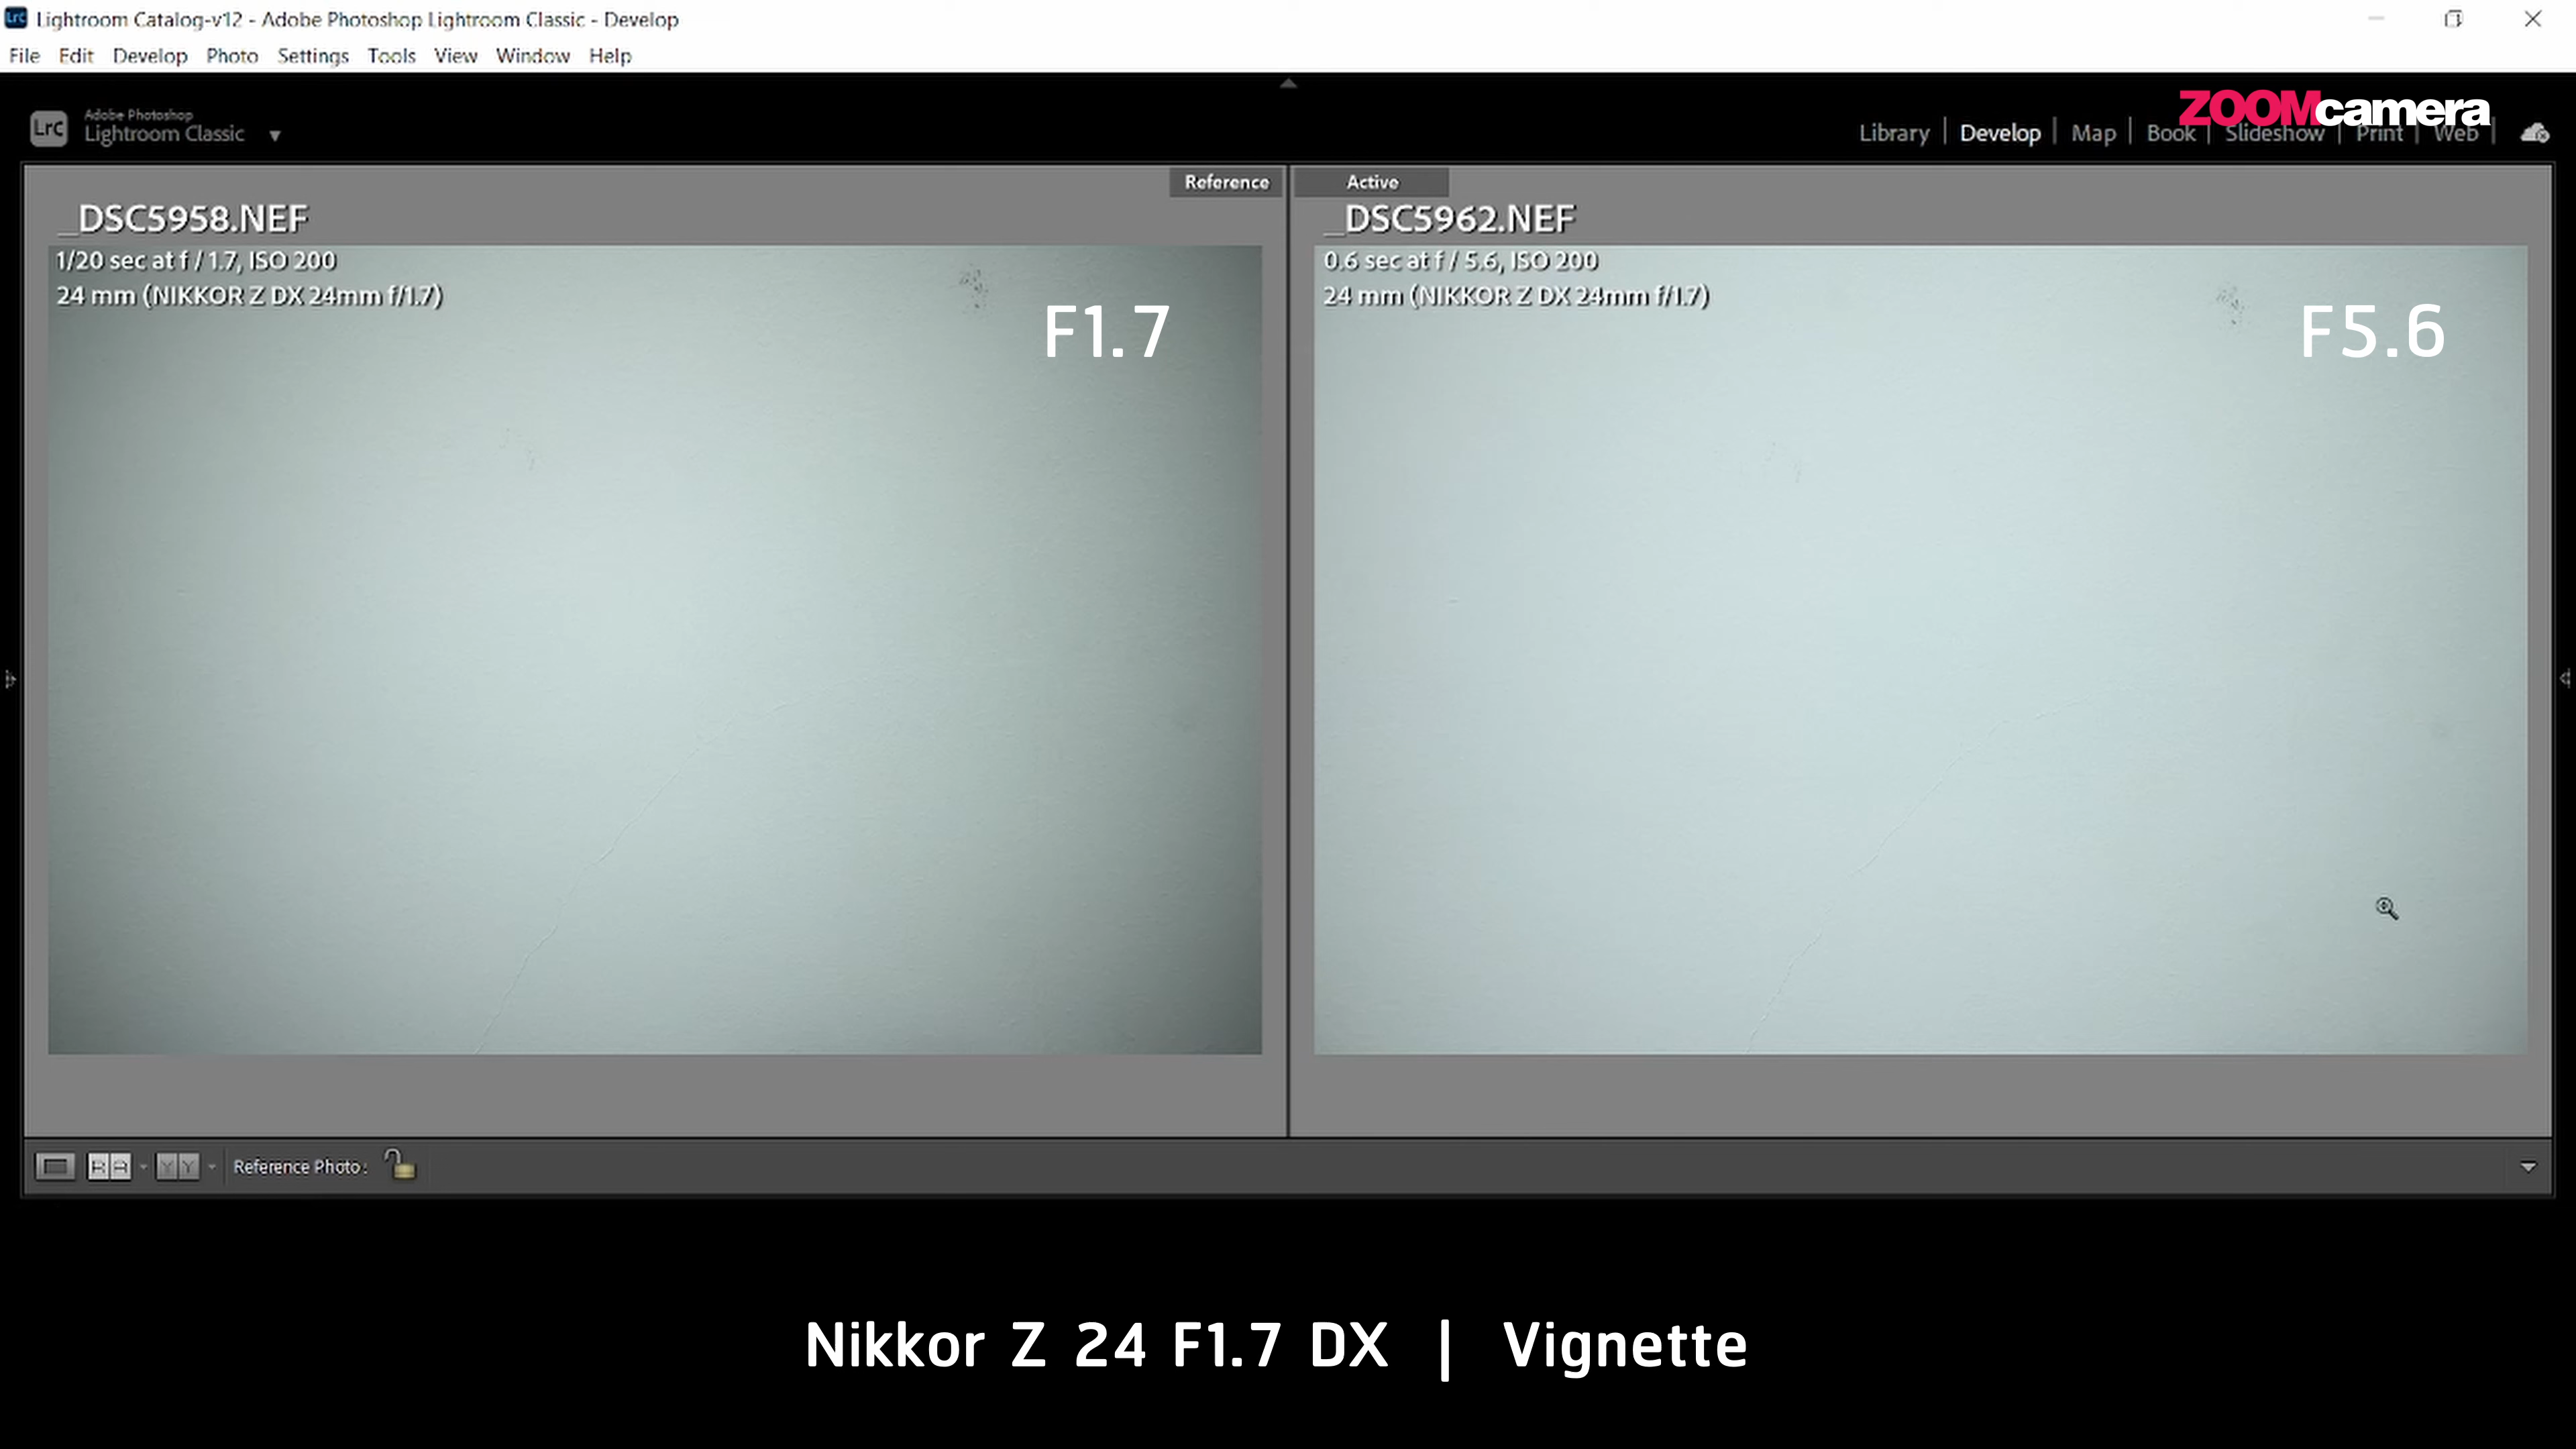 Lightroom Catalog-v12 - Adobe Photoshop Lightroom Classic - Develop
File Edit Develop Photo Settings Tools View Window Help
ZOOMcamera
Adobe Photoshop
Lightroom Classic
LrC
Library | Develop | Map | Book | Slideshow | Print | Web |
Reference
Active
_DSC5958.NEF
1/20 sec at f / 1.7, ISO 200
24 mm (NIKKOR Z DX 24mm f/1.7)
F1.7
_DSC5962.NEF
0.6 sec at f / 5.6, ISO 200
24 mm (NIKKOR Z DX 24mm f/1.7)
F5.6
R A
Y Y
Reference Photo :
Nikkor Z 24 F1.7 DX | Vignette